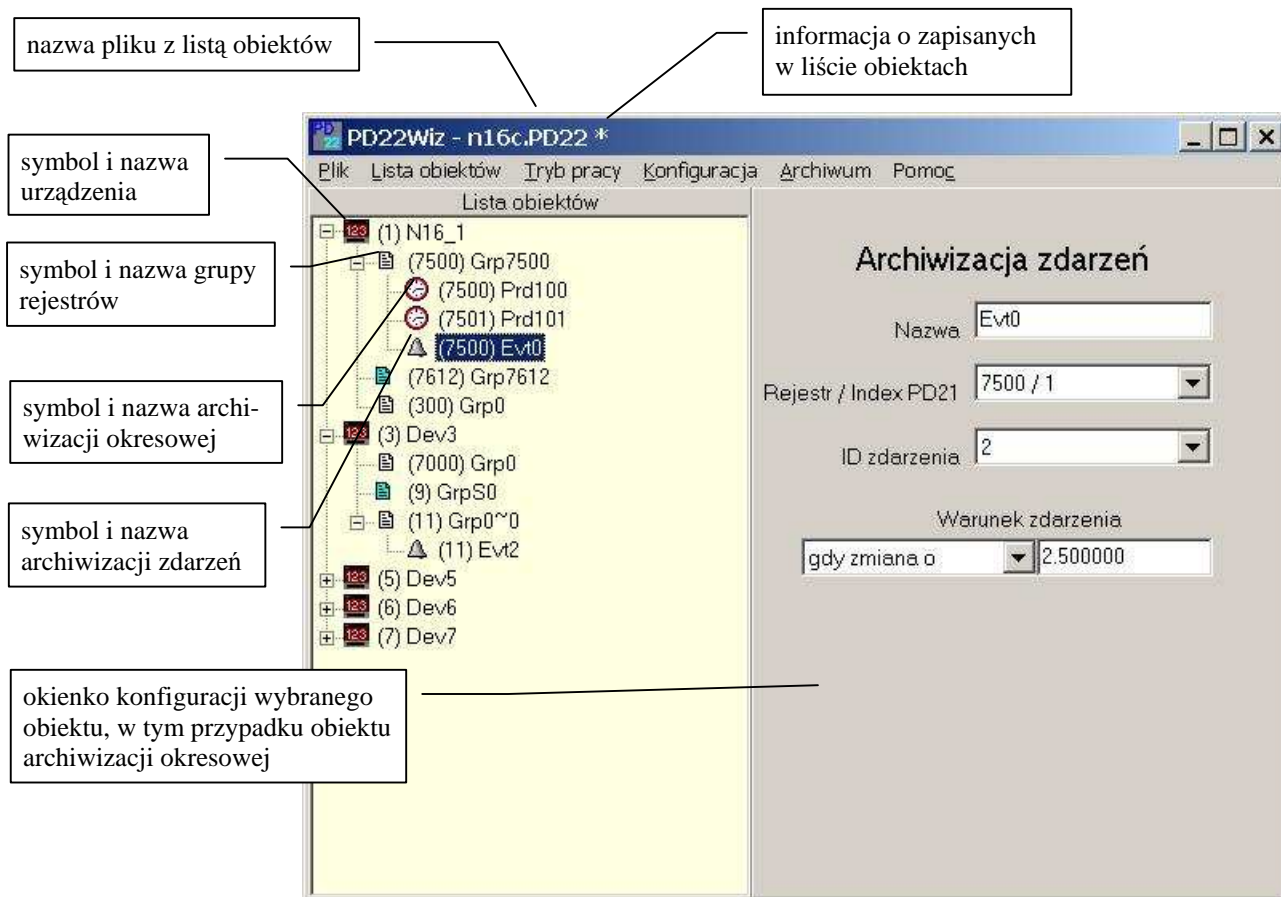 nazwa pliku z listą obiektów
informacja o zapisanych
w liście obiektach
symbol i nazwa
urządzenia
symbol i nazwa grupy
rejestrów
symbol i nazwa archi-
wizacji okresowej
symbol i nazwa
archiwizacji zdarzeń
okienko konfiguracji wybranego
obiektu, w tym przypadku obiektu
archiwizacji okresowej
PD22Wiz - n16c.PD22 *
Plik Lista obiektów Tryb pracy Konfiguracja Archiwum Pomoc
Lista obiektów
(1) N16_1
(7500) Grp7500
(7500) Prd100
(7501) Prd101
(7500) Evt0
(7612) Grp7612
(300) Grp0
(3) Dev3
(7000) Grp0
(9) GrpS0
(11) Grp0~0
(11) Evt2
(5) Dev5
(6) Dev6
(7) Dev7
Archiwizacja zdarzeń
Nazwa Evt0
Rejestr / Index PD21 7500 / 1
ID zdarzenia 2
Warunek zdarzenia
gdy zmiana o 2.500000